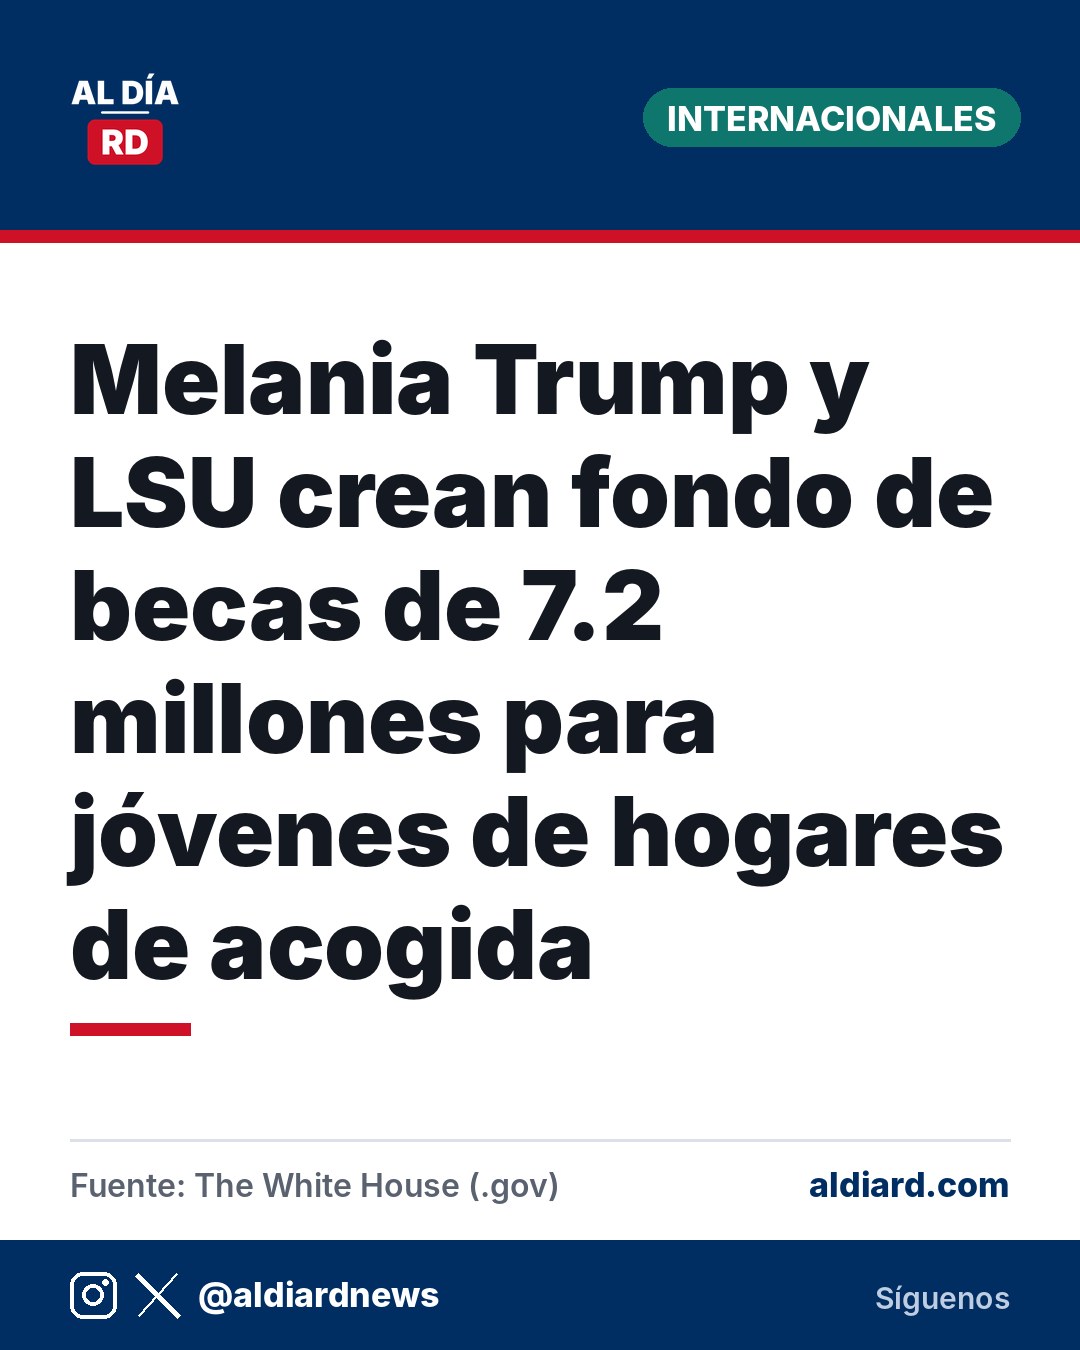 AL DÍA
RD
INTERNACIONALES
Melania Trump y
LSU crean fondo de
becas de 7.2
millones para
jóvenes de hogares
de acogida
Fuente: The White House (.gov)
aldiard.com
@aldiardnews
Síguenos